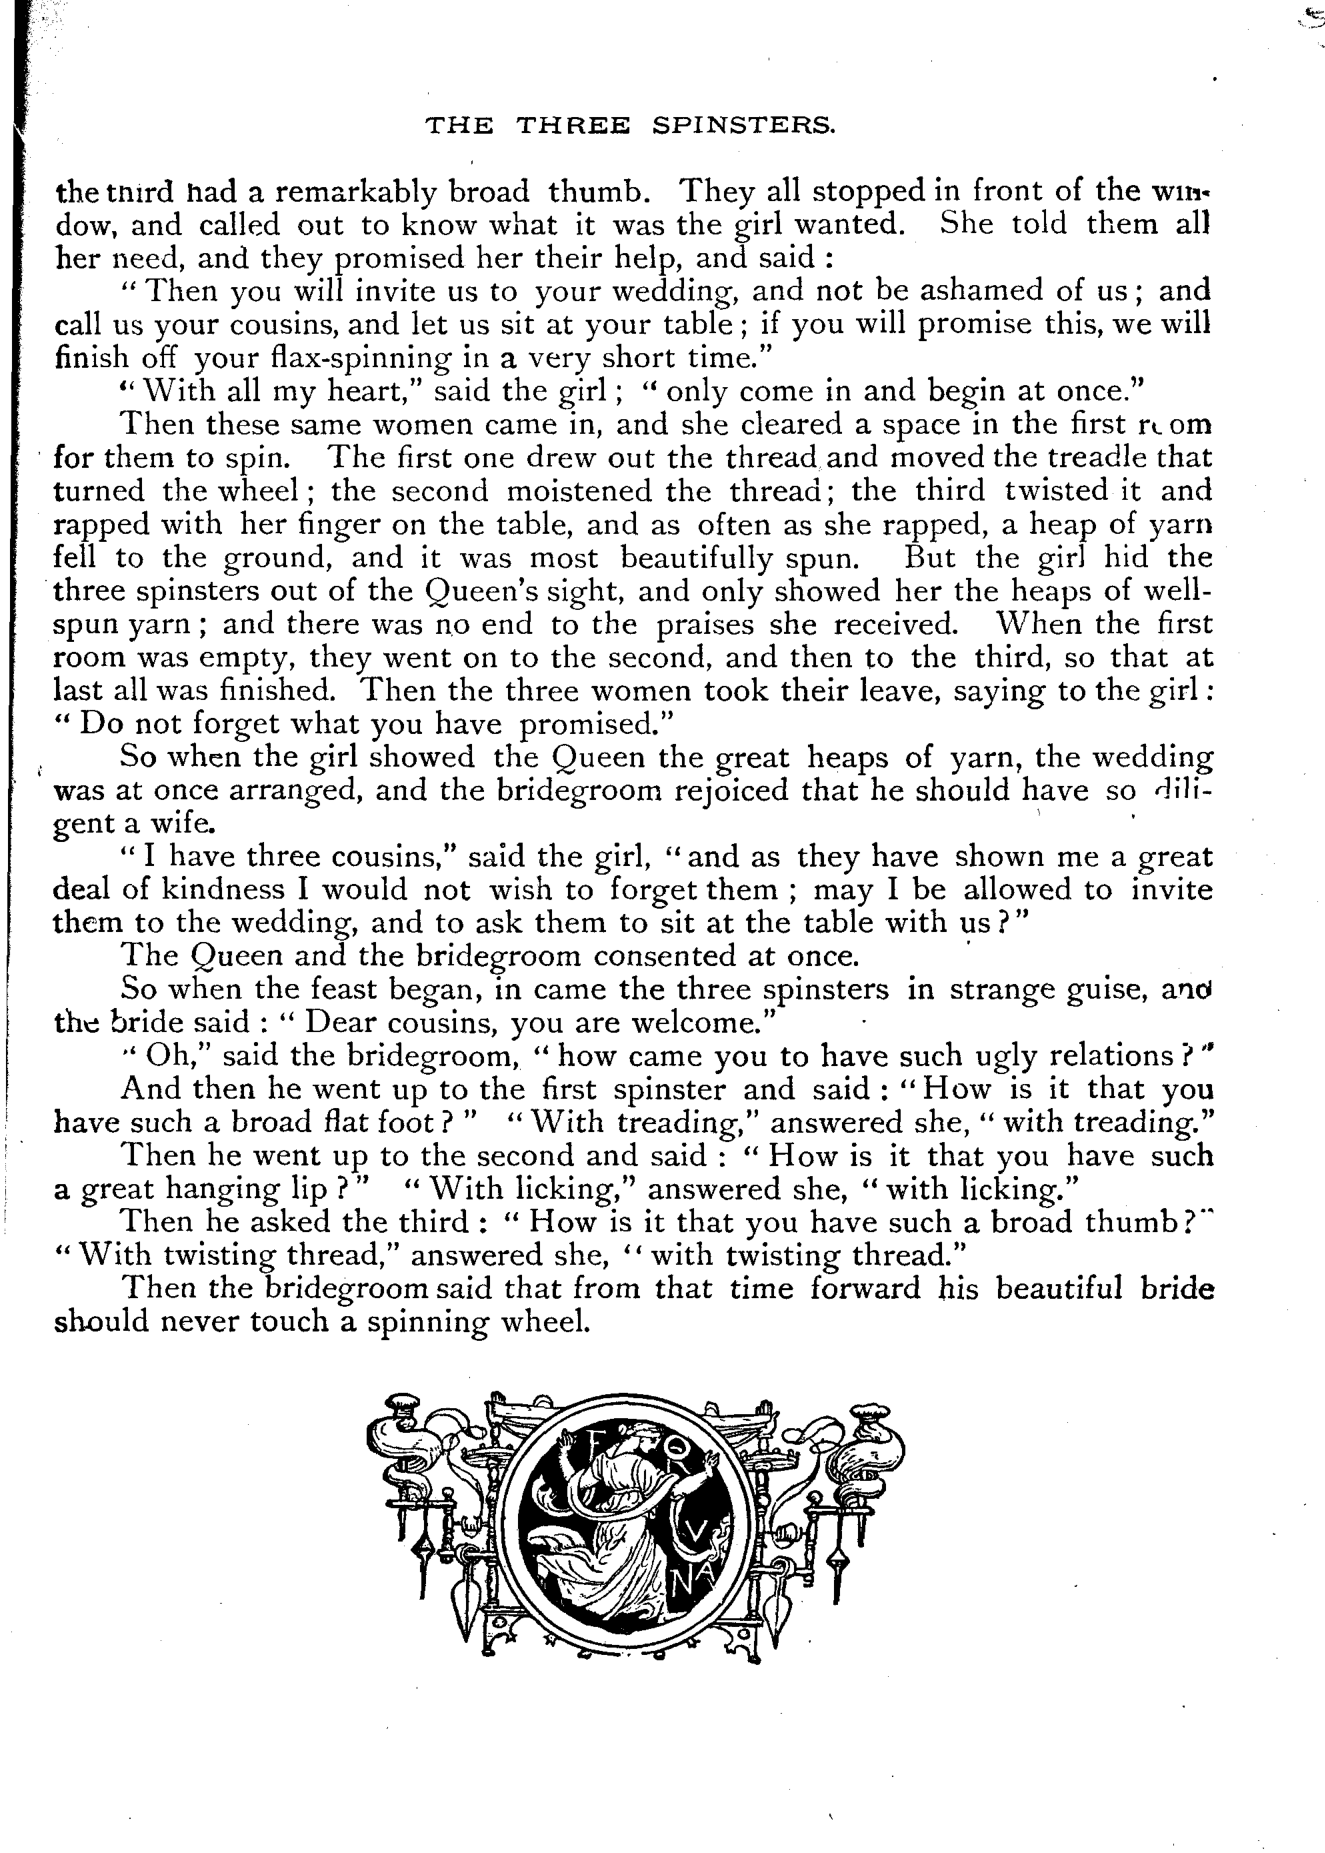 THE THREE SPINSTERS.
the third had a remarkably broad thumb. They all stopped in front of the win-
dow, and called out to know what it was the girl wanted. She told them all
her need, and they promised her their help, and said :
“ Then you will invite us to your wedding, and not be ashamed of us ; and
call us your cousins, and let us sit at your table ; if you will promise this, we will
finish off your flax-spinning in a very short time.”
“ With all my heart,” said the girl ; “ only come in and begin at once.”
Then these same women came in, and she cleared a space in the first room
for them to spin. The first one drew out the thread and moved the treadle that
turned the wheel ; the second moistened the thread ; the third twisted it and
rapped with her finger on the table, and as often as she rapped, a heap of yarn
fell to the ground, and it was most beautifully spun. But the girl hid the
three spinsters out of the Queen’s sight, and only showed her the heaps of well-
spun yarn ; and there was no end to the praises she received. When the first
room was empty, they went on to the second, and then to the third, so that at
last all was finished. Then the three women took their leave, saying to the girl :
“ Do not forget what you have promised.”
So when the girl showed the Queen the great heaps of yarn, the wedding
was at once arranged, and the bridegroom rejoiced that he should have so dili-
gent a wife.
“ I have three cousins,” said the girl, “ and as they have shown me a great
deal of kindness I would not wish to forget them ; may I be allowed to invite
them to the wedding, and to ask them to sit at the table with us ? ”
The Queen and the bridegroom consented at once.
So when the feast began, in came the three spinsters in strange guise, and
the bride said : “ Dear cousins, you are welcome.”
“ Oh,” said the bridegroom, “ how came you to have such ugly relations ? ”
And then he went up to the first spinster and said : “ How is it that you
have such a broad flat foot ? ” “ With treading,” answered she, “ with treading.”
Then he went up to the second and said : “ How is it that you have such
a great hanging lip ? ” “ With licking,” answered she, “ with licking.”
Then he asked the third : “ How is it that you have such a broad thumb ? ”
“ With twisting thread,” answered she, “ with twisting thread.”
Then the bridegroom said that from that time forward his beautiful bride
should never touch a spinning wheel.
F O
R
V
NA